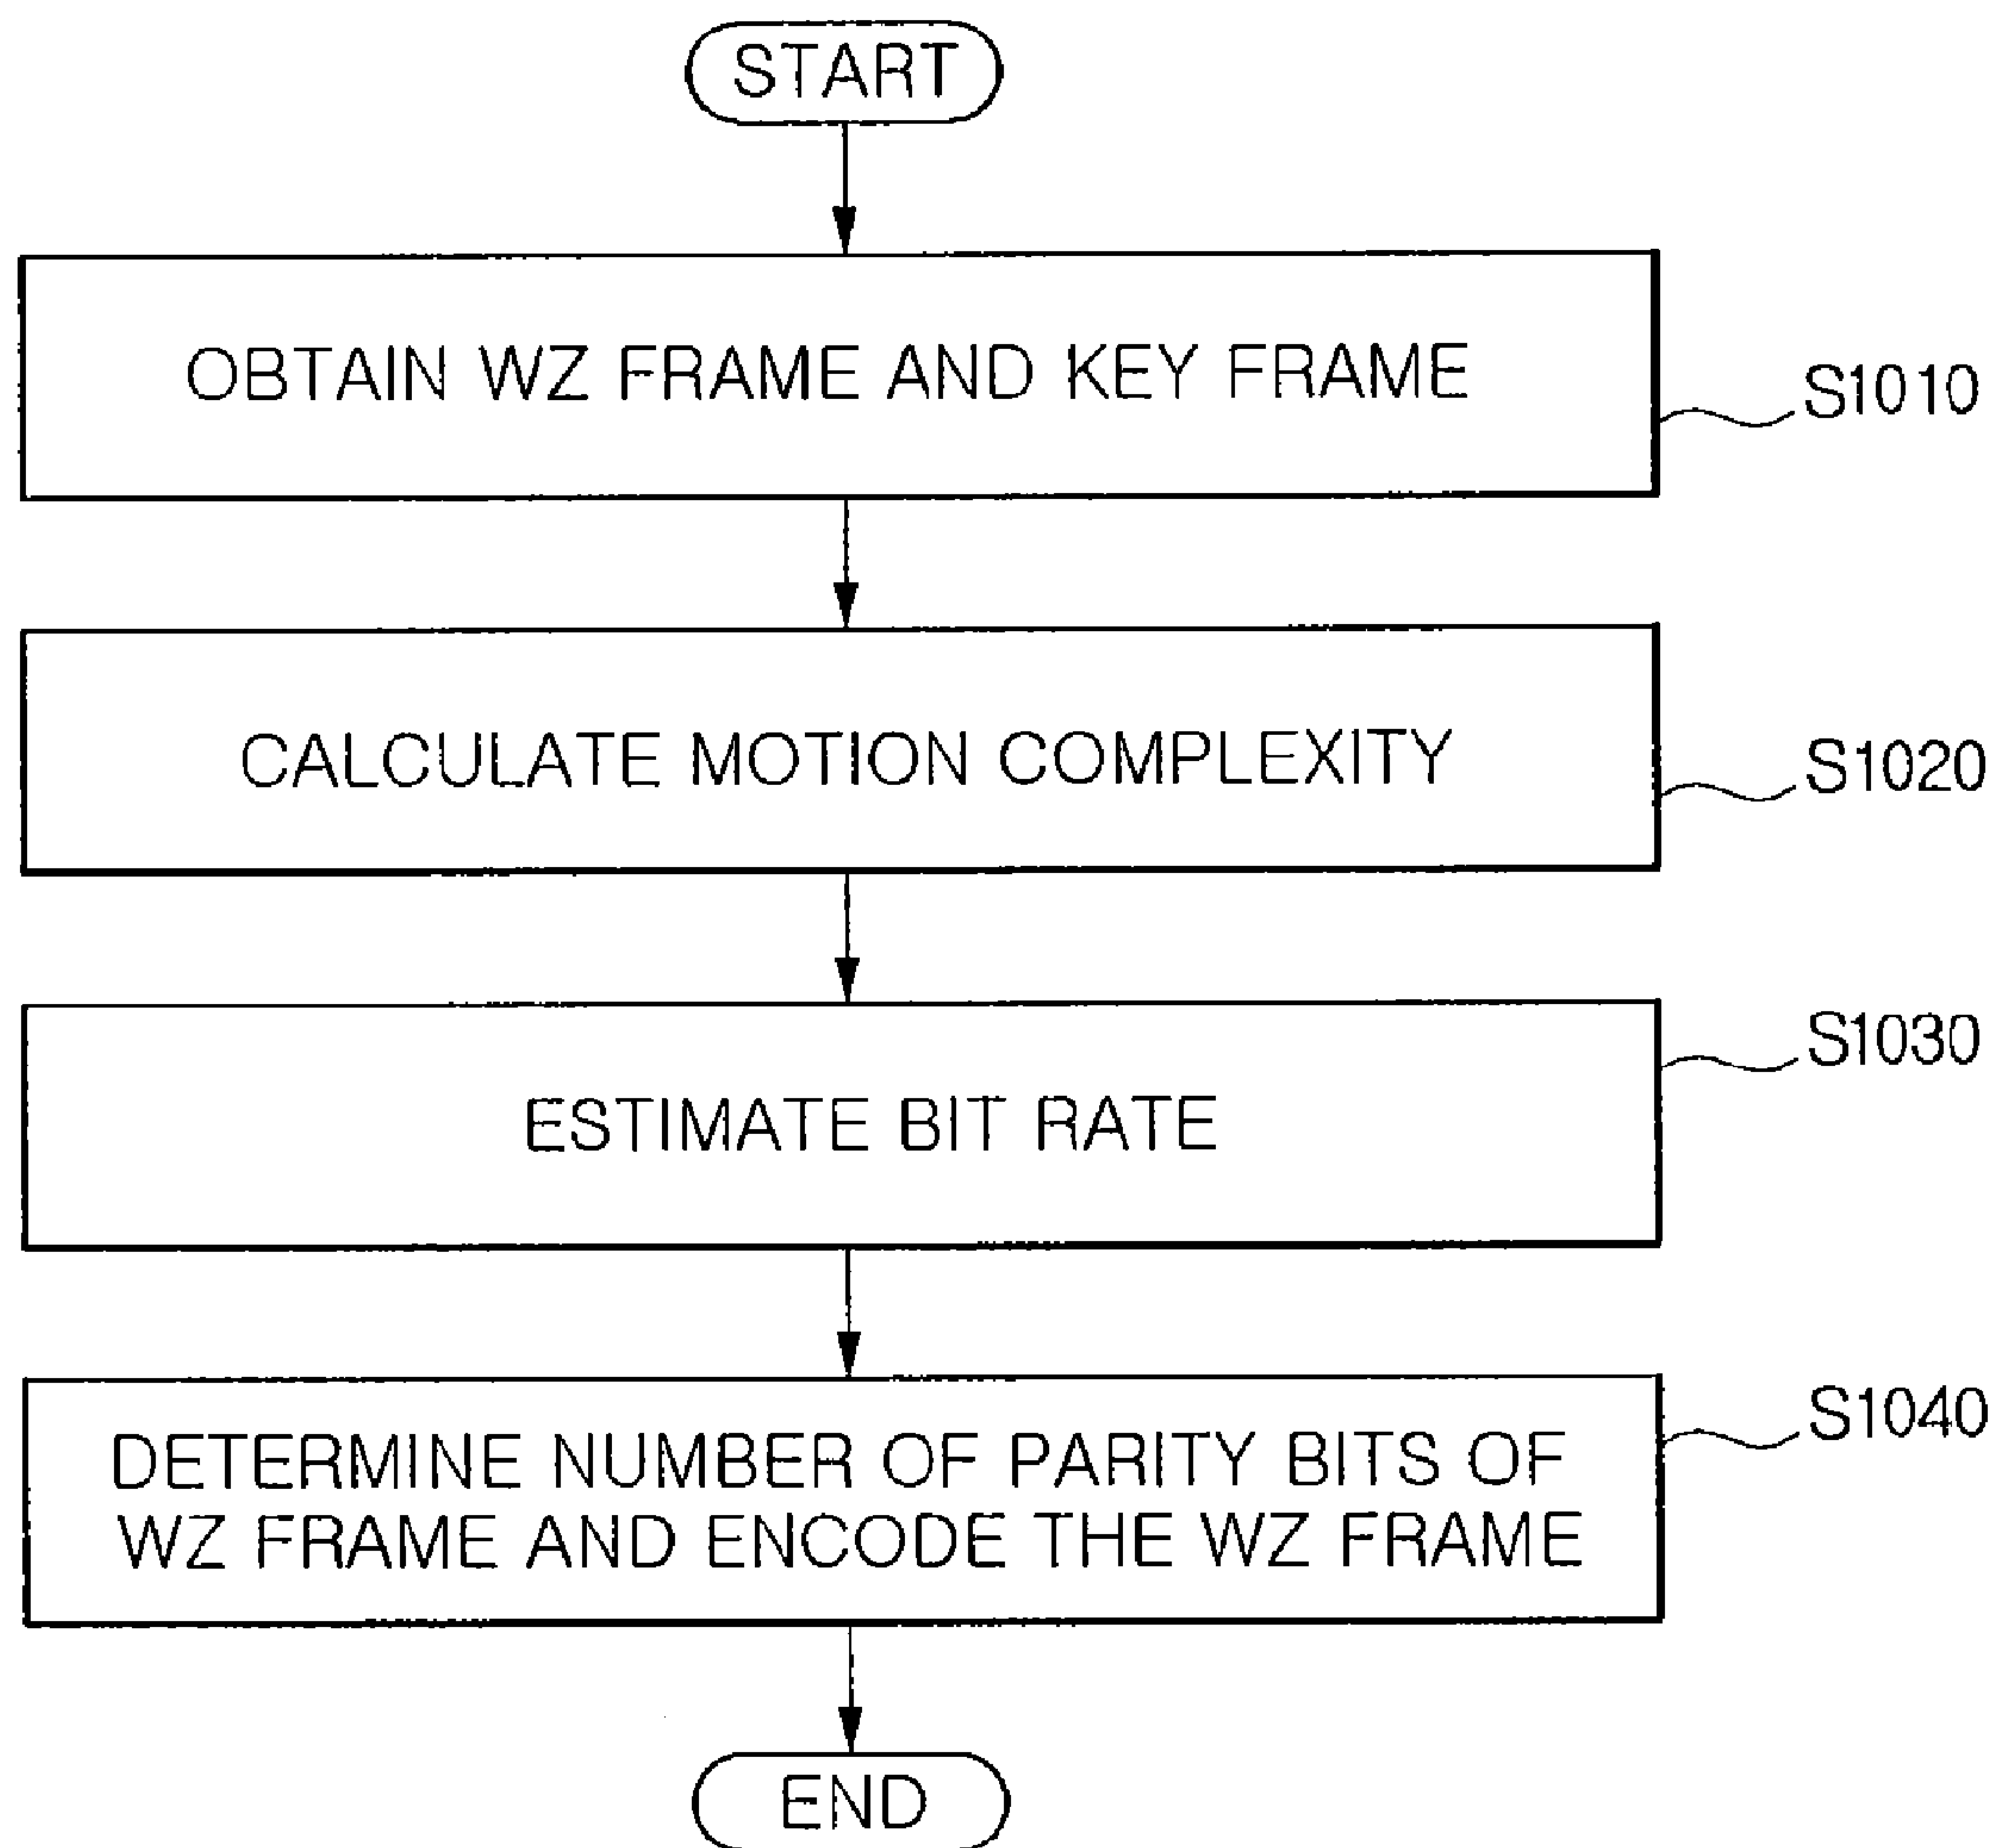 START
OBTAIN WZ FRAME AND KEY FRAME
S1010
CALCULATE MOTION COMPLEXITY
S1020
S1030
ESTIMATE BIT RATE
S1040
DETERMINE NUMBER OF PARITY BITS OF
WZ FRAME AND ENCODE THE WZ FRAME
END